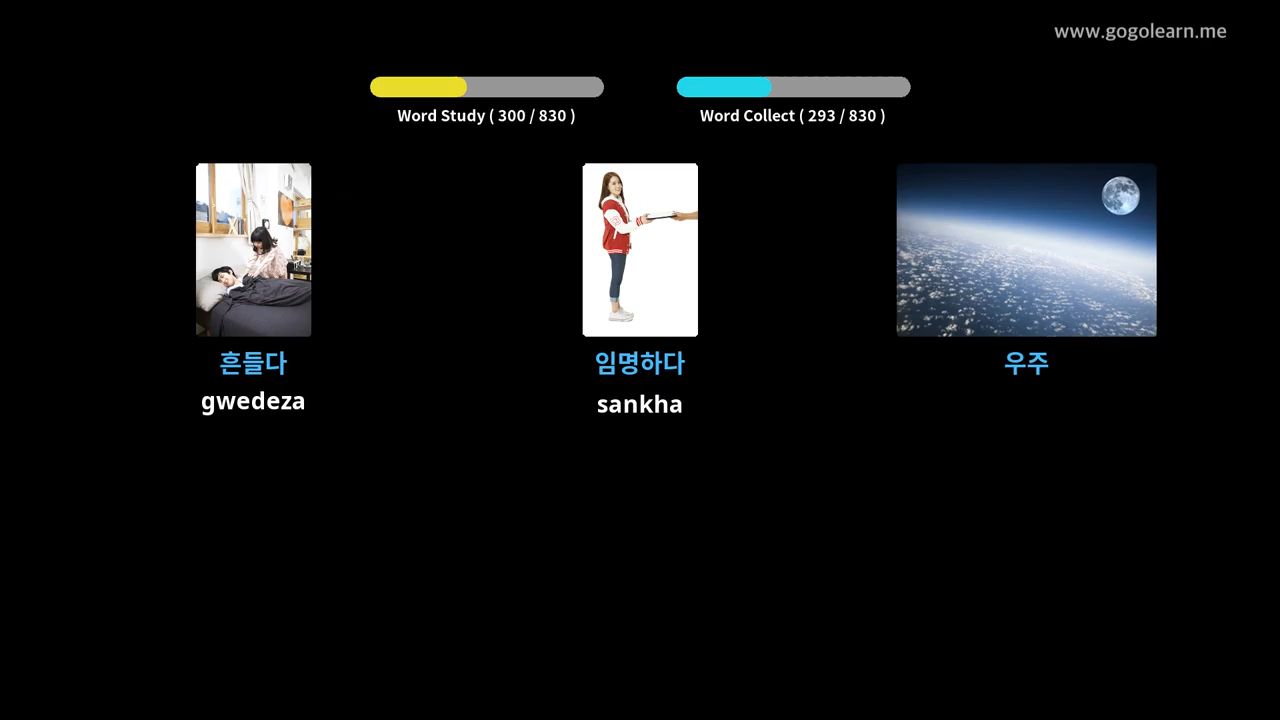 www.gogolearn.me
Word Study ( 300 / 830 )
Word Collect ( 293 / 830 )
흔들다
임명하다
우주
gwedeza
sankha